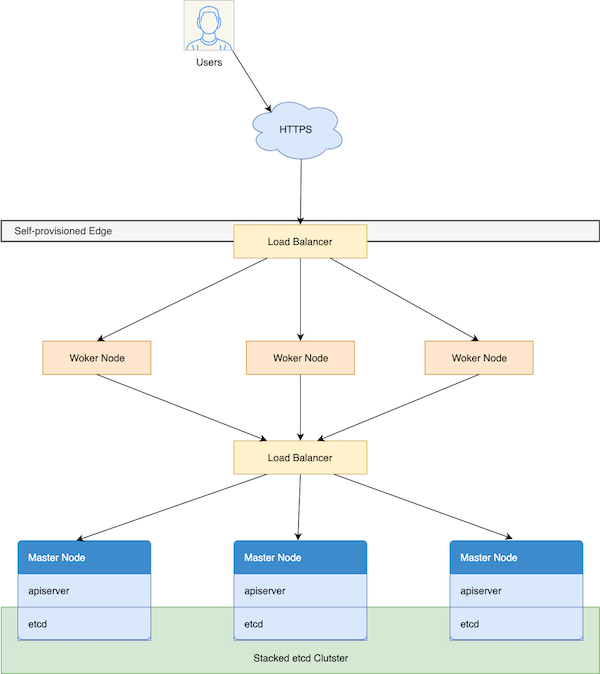 Users
HTTPS
Self-provisioned Edge
Load Balancer
Woker Node
Woker Node
Woker Node
Load Balancer
Master Node
Master Node
Master Node
apiserver
apiserver
apiserver
etcd
etcd
etcd
Stacked etcd Clutster